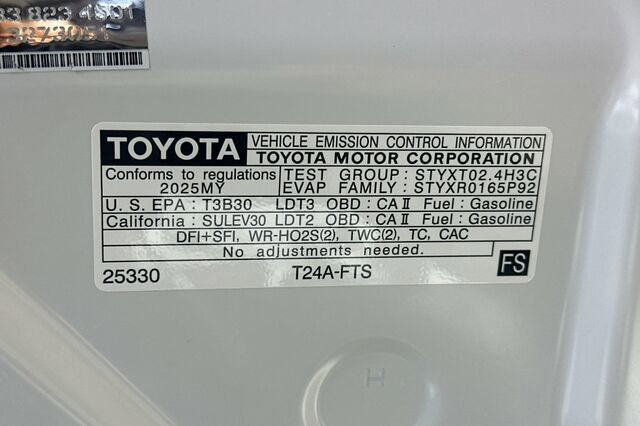 TOYOTA
VEHICLE EMISSION CONTROL INFORMATION
TOYOTA MOTOR CORPORATION
Conforms to regulations
2025MY
TEST GROUP : STYXT02.4H3C
EVAP FAMILY : STYXR0165P92
U. S. EPA : T3B30 LDT3 OBD : CA II Fuel : Gasoline
California : SULEV30 LDT2 OBD : CA II Fuel : Gasoline
DFI+SFI, WR-HO2S(2), TWC(2), TC, CAC
No adjustments needed.
25330 T24A-FTS
FS
H